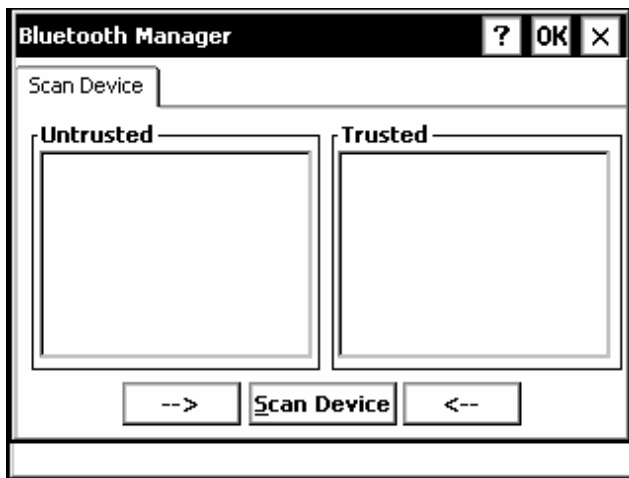 Bluetooth Manager ? OK ×
Scan Device
Untrusted Trusted
--> Scan Device <--